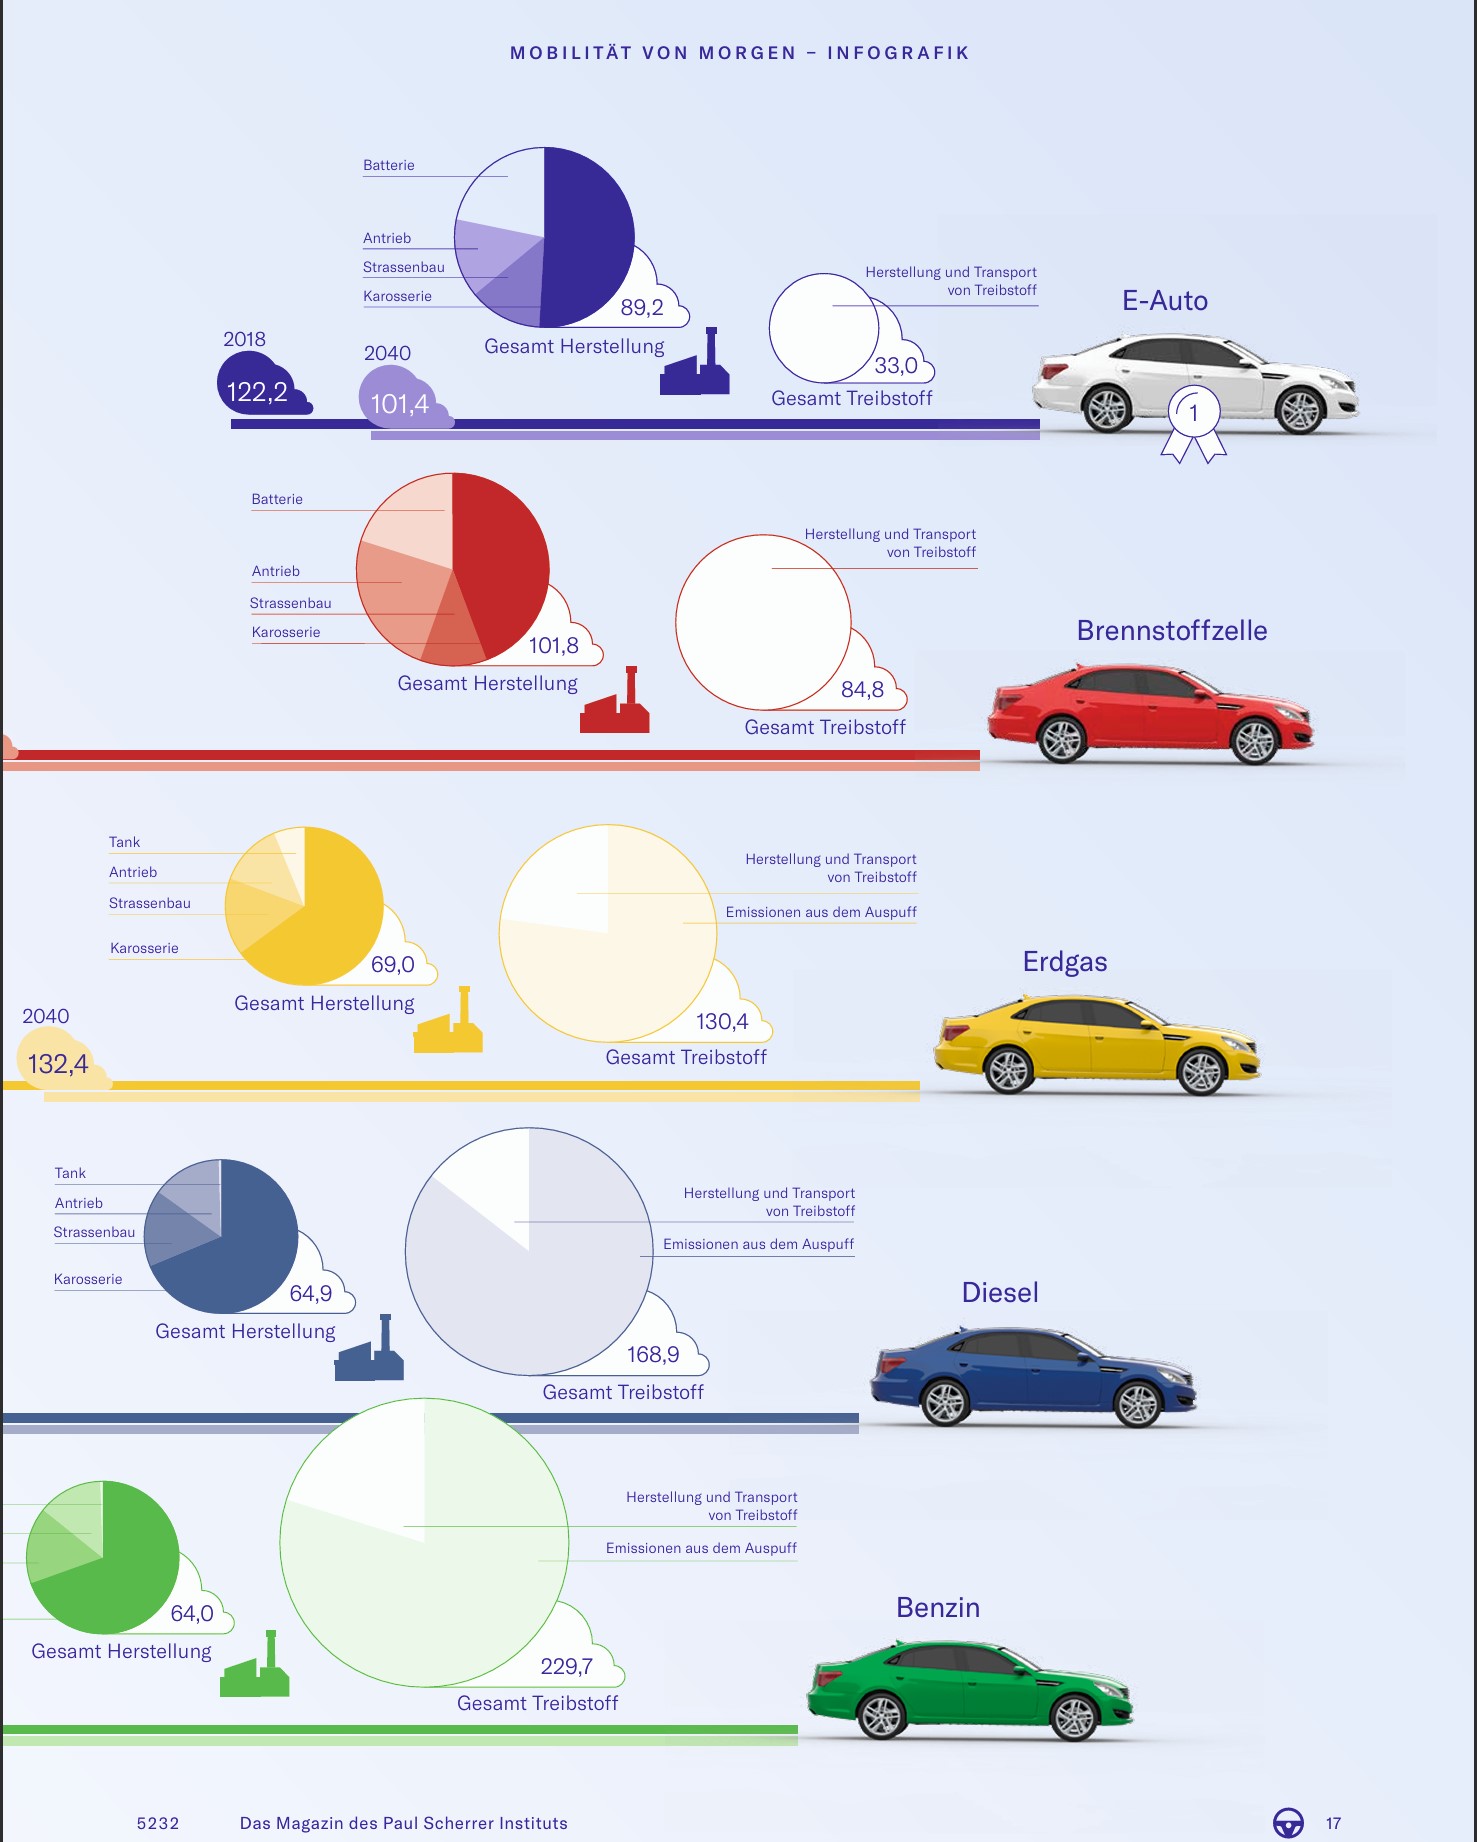 MOBILITÄT VON MORGEN – INFOGRAFIK
Batterie
Antrieb
Strassenbau
Karosserie
89,2
Gesamt Herstellung
Herstellung und Transport
von Treibstoff
33,0
Gesamt Treibstoff
E-Auto
1
2018
122,2
2040
101,4
Batterie
Antrieb
Strassenbau
Karosserie
101,8
Gesamt Herstellung
Herstellung und Transport
von Treibstoff
84,8
Gesamt Treibstoff
Brennstoffzelle
Tank
Antrieb
Strassenbau
Karosserie
69,0
Gesamt Herstellung
Herstellung und Transport
von Treibstoff
Emissionen aus dem Auspuff
130,4
Gesamt Treibstoff
Erdgas
2040
132,4
Tank
Antrieb
Strassenbau
Karosserie
64,9
Gesamt Herstellung
Herstellung und Transport
von Treibstoff
Emissionen aus dem Auspuff
168,9
Gesamt Treibstoff
Diesel
64,0
Gesamt Herstellung
Herstellung und Transport
von Treibstoff
Emissionen aus dem Auspuff
229,7
Gesamt Treibstoff
Benzin
5232 Das Magazin des Paul Scherrer Instituts
17